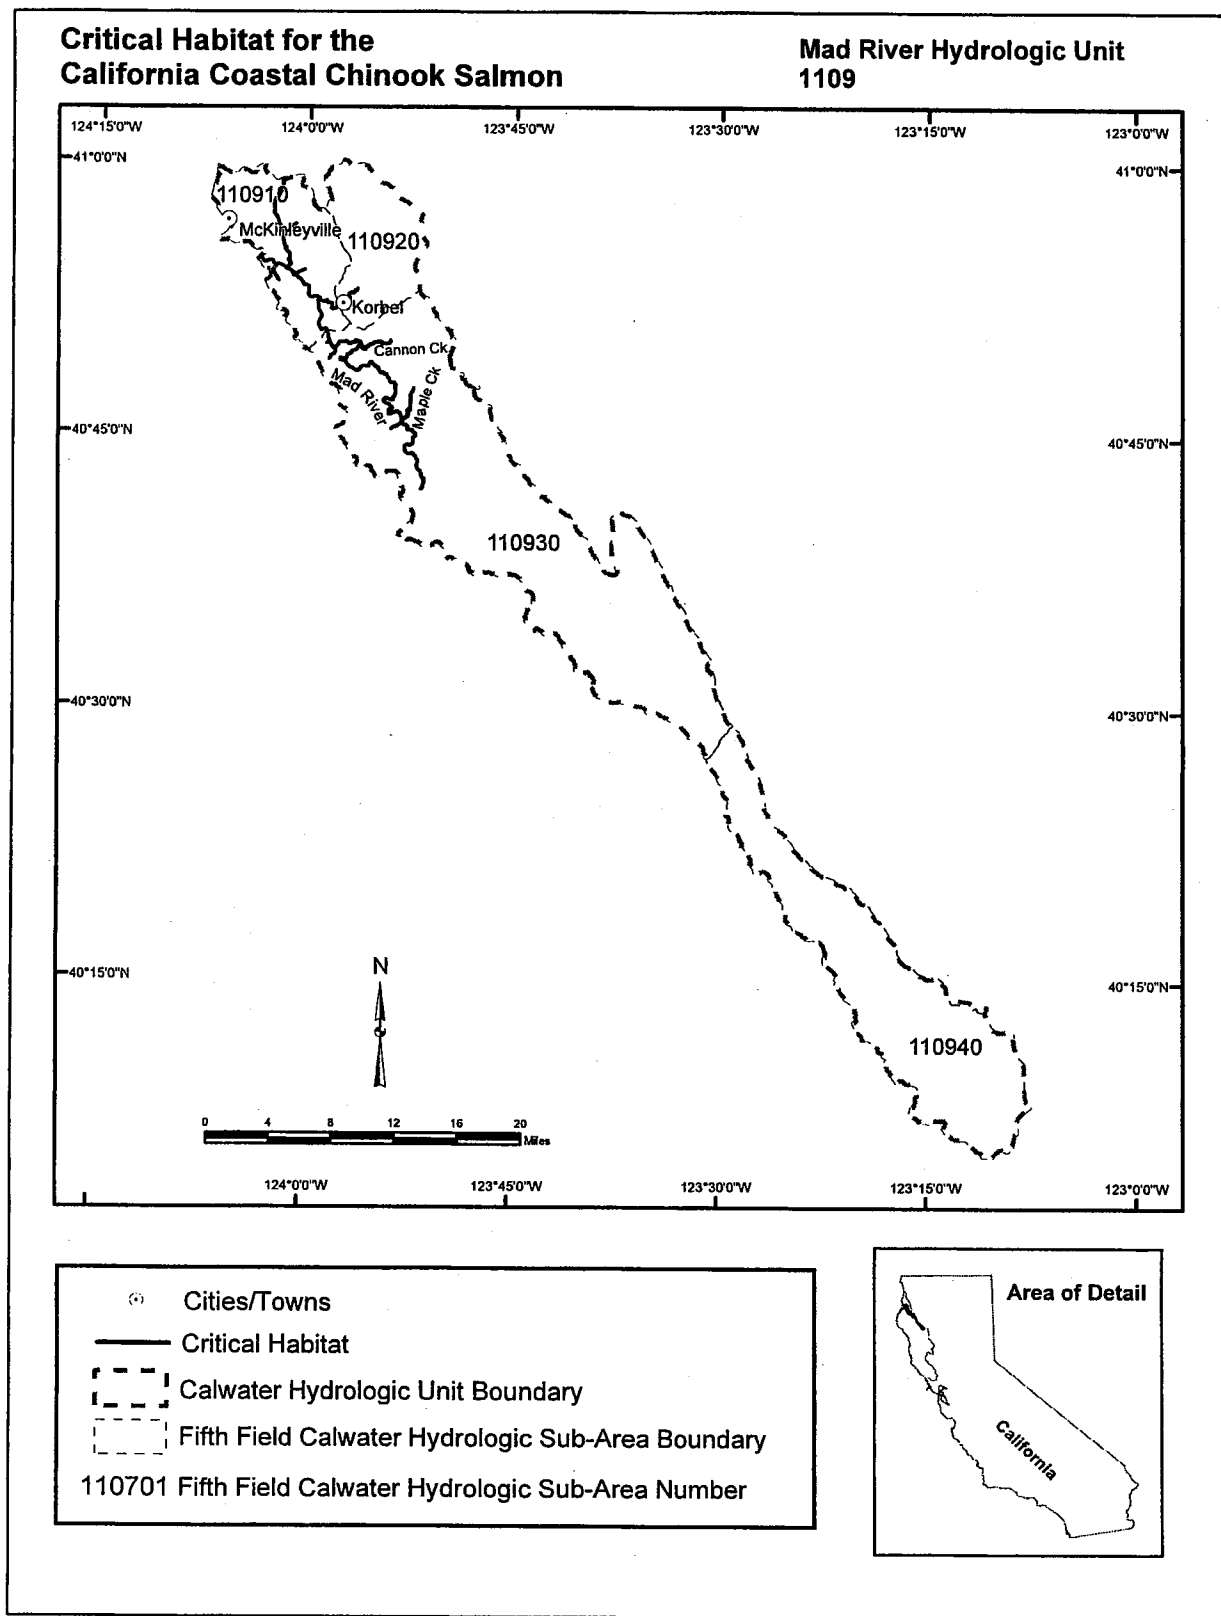 Critical Habitat for the
California Coastal Chinook Salmon
Mad River Hydrologic Unit
1109
124°15'0"W 124°0'0"W 123°45'0"W 123°30'0"W 123°15'0"W 123°0'0"W
41°0'0"N 41°0'0"N
110910
McKinleyville
110920
Korbel
Cannon Ck
Mad River
Maple Ck
40°45'0"N 40°45'0"N
110930
40°30'0"N 40°30'0"N
40°15'0"N 40°15'0"N
N
110940
0 4 8 12 16 20
Miles
124°0'0"W 123°45'0"W 123°30'0"W 123°15'0"W 123°0'0"W
Cities/Towns
Critical Habitat
Calwater Hydrologic Unit Boundary
Fifth Field Calwater Hydrologic Sub-Area Boundary
110701 Fifth Field Calwater Hydrologic Sub-Area Number
Area of Detail
California